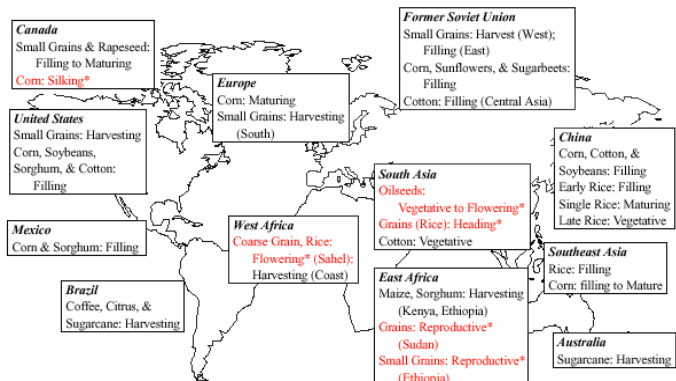 Canada
Small Grains & Rapeseed:
Filling to Maturing
Corn: Silking*
Former Soviet Union
Small Grains: Harvest (West);
Filling (East)
Corn, Sunflowers, & Sugarbeets:
Filling
Cotton: Filling (Central Asia)
Europe
Corn: Maturing
Small Grains: Harvesting
(South)
United States
Small Grains: Harvesting
Corn, Soybeans,
Sorghum, & Cotton:
Filling
China
Corn, Cotton, &
Soybeans: Filling
Early Rice: Filling
Single Rice: Maturing
Late Rice: Vegetative
South Asia
Oilseeds:
Vegetative to Flowering*
Grains (Rice): Heading*
Cotton: Vegetative
Mexico
Corn & Sorghum: Filling
West Africa
Coarse Grain, Rice:
Flowering* (Sahel):
Harvesting (Coast)
Southeast Asia
Rice: Filling
Corn: filling to Mature
Brazil
Coffee, Citrus, &
Sugarcane: Harvesting
East Africa
Maize, Sorghum: Harvesting
(Kenya, Ethiopia)
Grains: Reproductive*
(Sudan)
Small Grains: Reproductive*
(Ethiopia)
Australia
Sugarcane: Harvesting